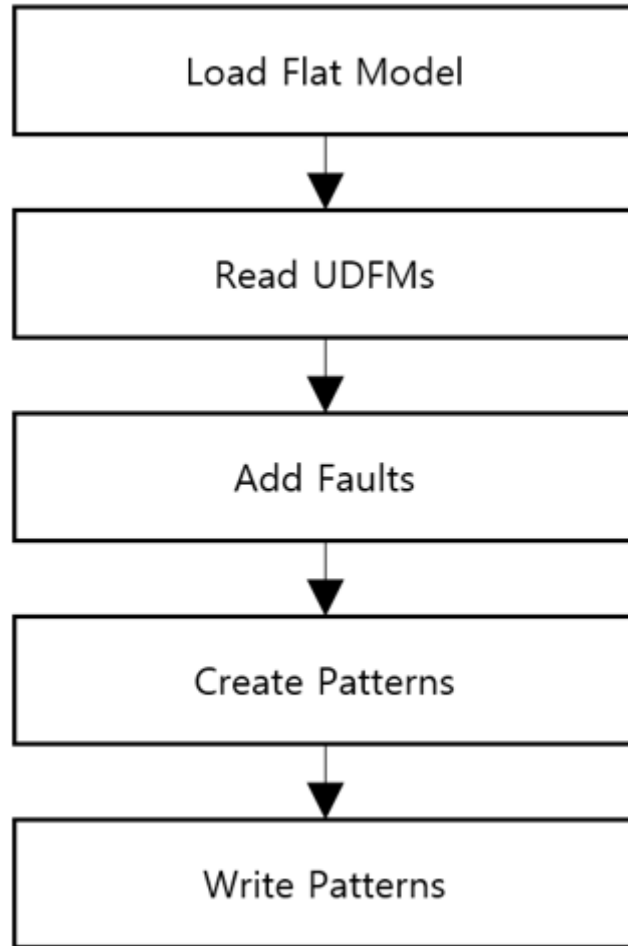 Load Flat Model
Read UDFMs
Add Faults
Create Patterns
Write Patterns